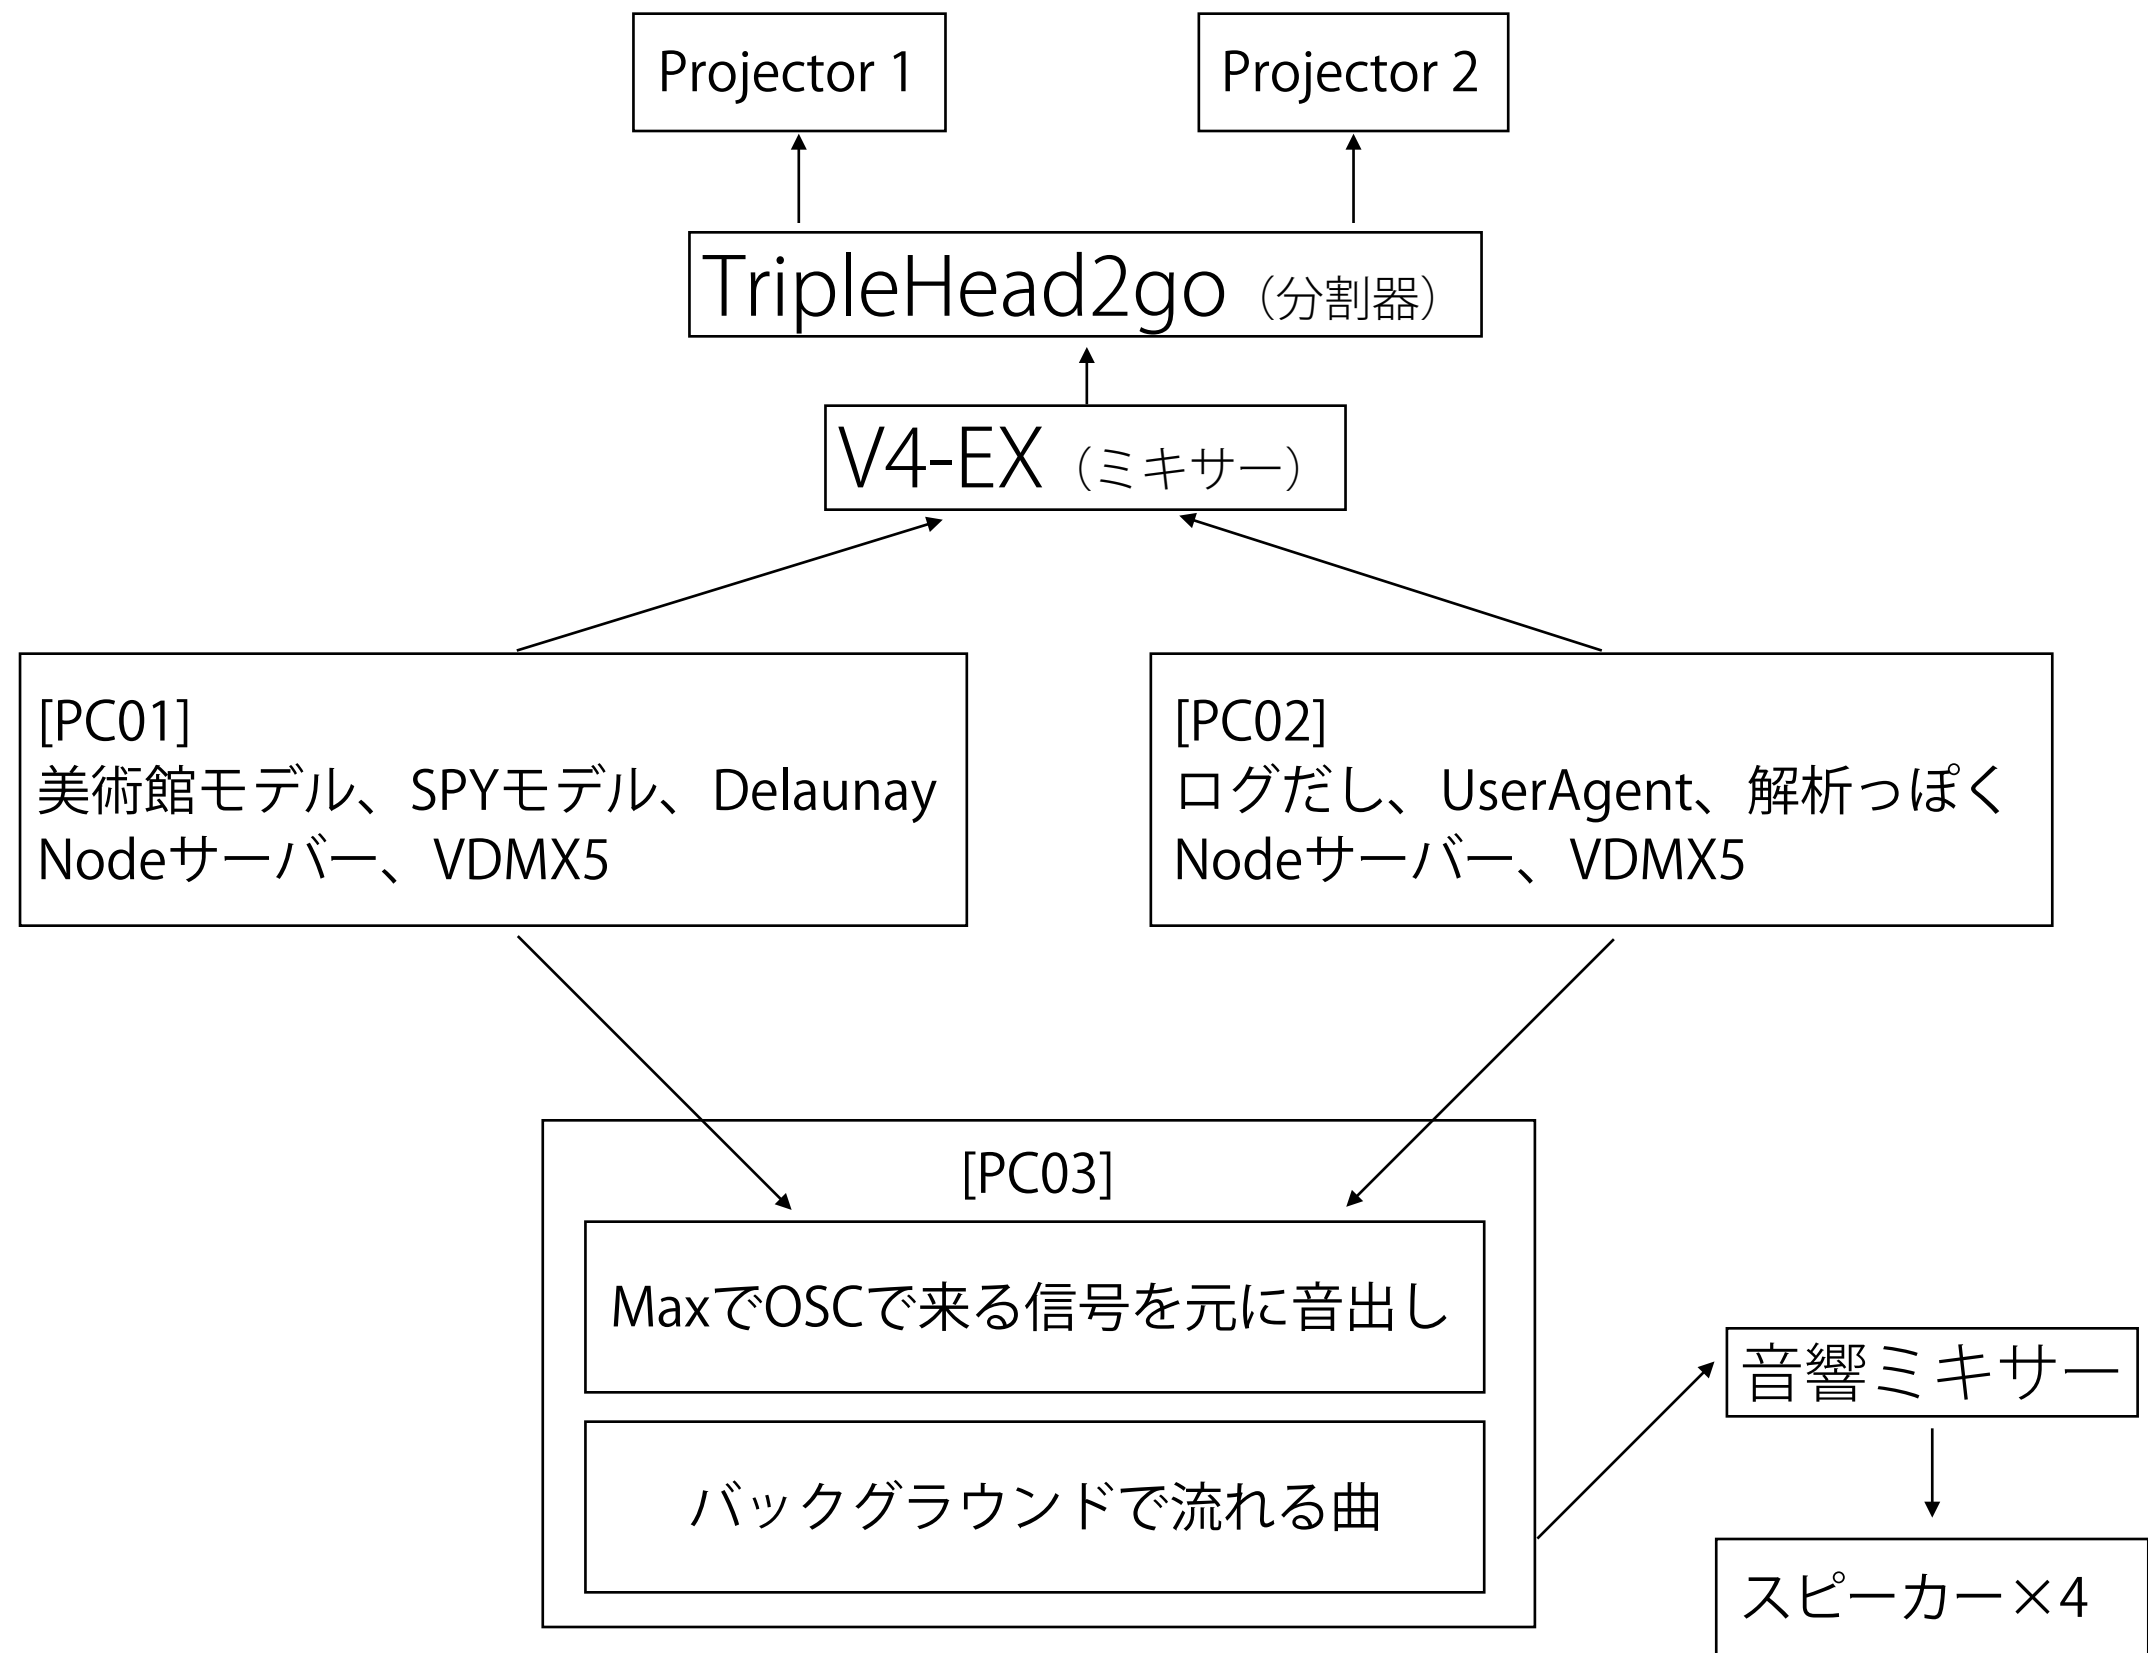 Projector 1
Projector 2
TripleHead2go（分割器）
V4-EX（ミキサー）
[PC01]
美術館モデル、SPYモデル、Delaunay
Nodeサーバー、VDMX5
[PC02]
ログだし、UserAgent、解析っぽく
Nodeサーバー、VDMX5
[PC03]
MaxでOSCで来る信号を元に音出し
バックグラウンドで流れる曲
音響ミキサー
スピーカー×4